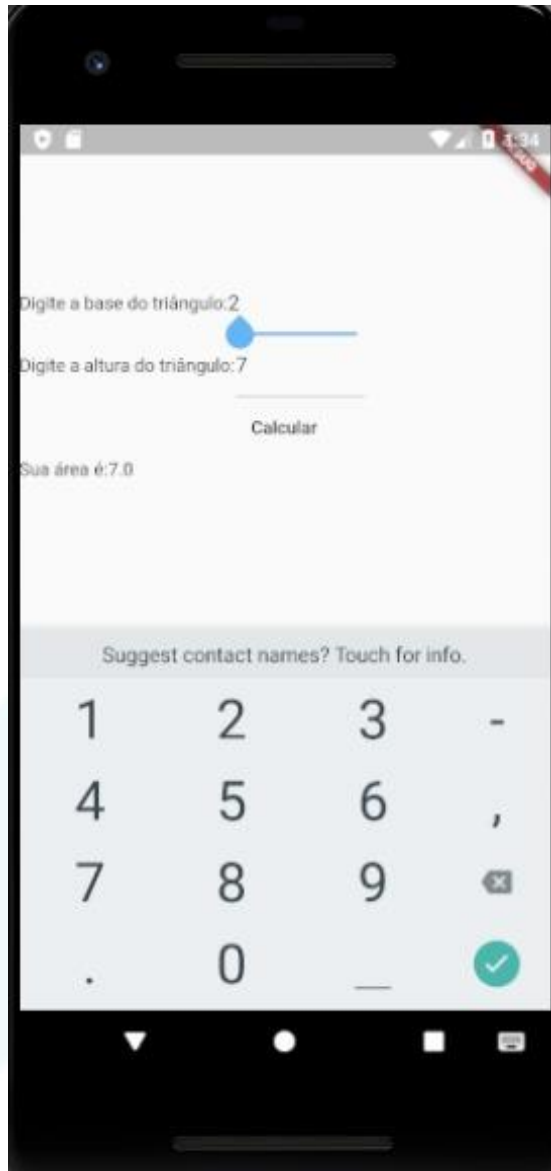 1:34
Digite a base do triângulo:2
Digite a altura do triângulo:7
Calcular
Sua área é:7.0
Suggest contact names? Touch for info.
1 2 3 -
4 5 6 ,
7 8 9
. 0 _